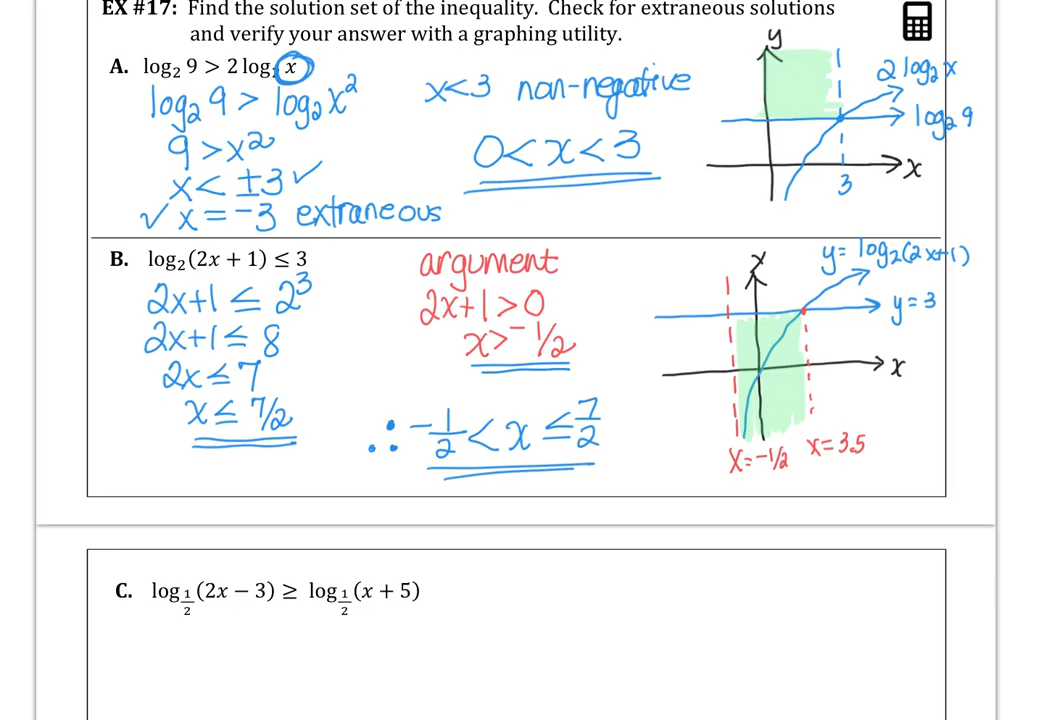 EX #17: Find the solution set of the inequality. Check for extraneous solutions
and verify your answer with a graphing utility.
A. log₂ 9 > 2 log₂ x
log₂ 9 > log₂ x²
9 > x²
x < ±3 ✓
✓ x = -3 extraneous
x<3 non-negative
0 < x < 3
y
2 log₂ x
log₂ 9
x
3
B. log₂(2x + 1) ≤ 3
2x+1 ≤ 2³
2x+1 ≤ 8
2x ≤ 7
x ≤ 7/2
argument
2x+1 > 0
x > -1/2
∴ -1/2 < x ≤ 7/2
y
y = log₂(2x+1)
y = 3
x
x = -1/2
x = 3.5
C. log_{1/2}(2x − 3) ≥ log_{1/2}(x + 5)